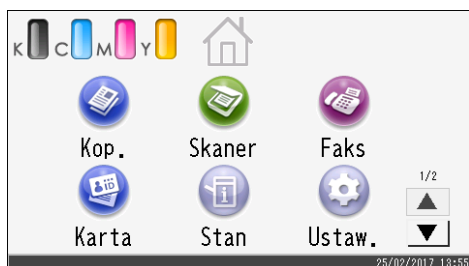 K C M Y
Kop. Skaner Faks
1/2
Karta Stan Ustaw.
25/02/2017 13:55